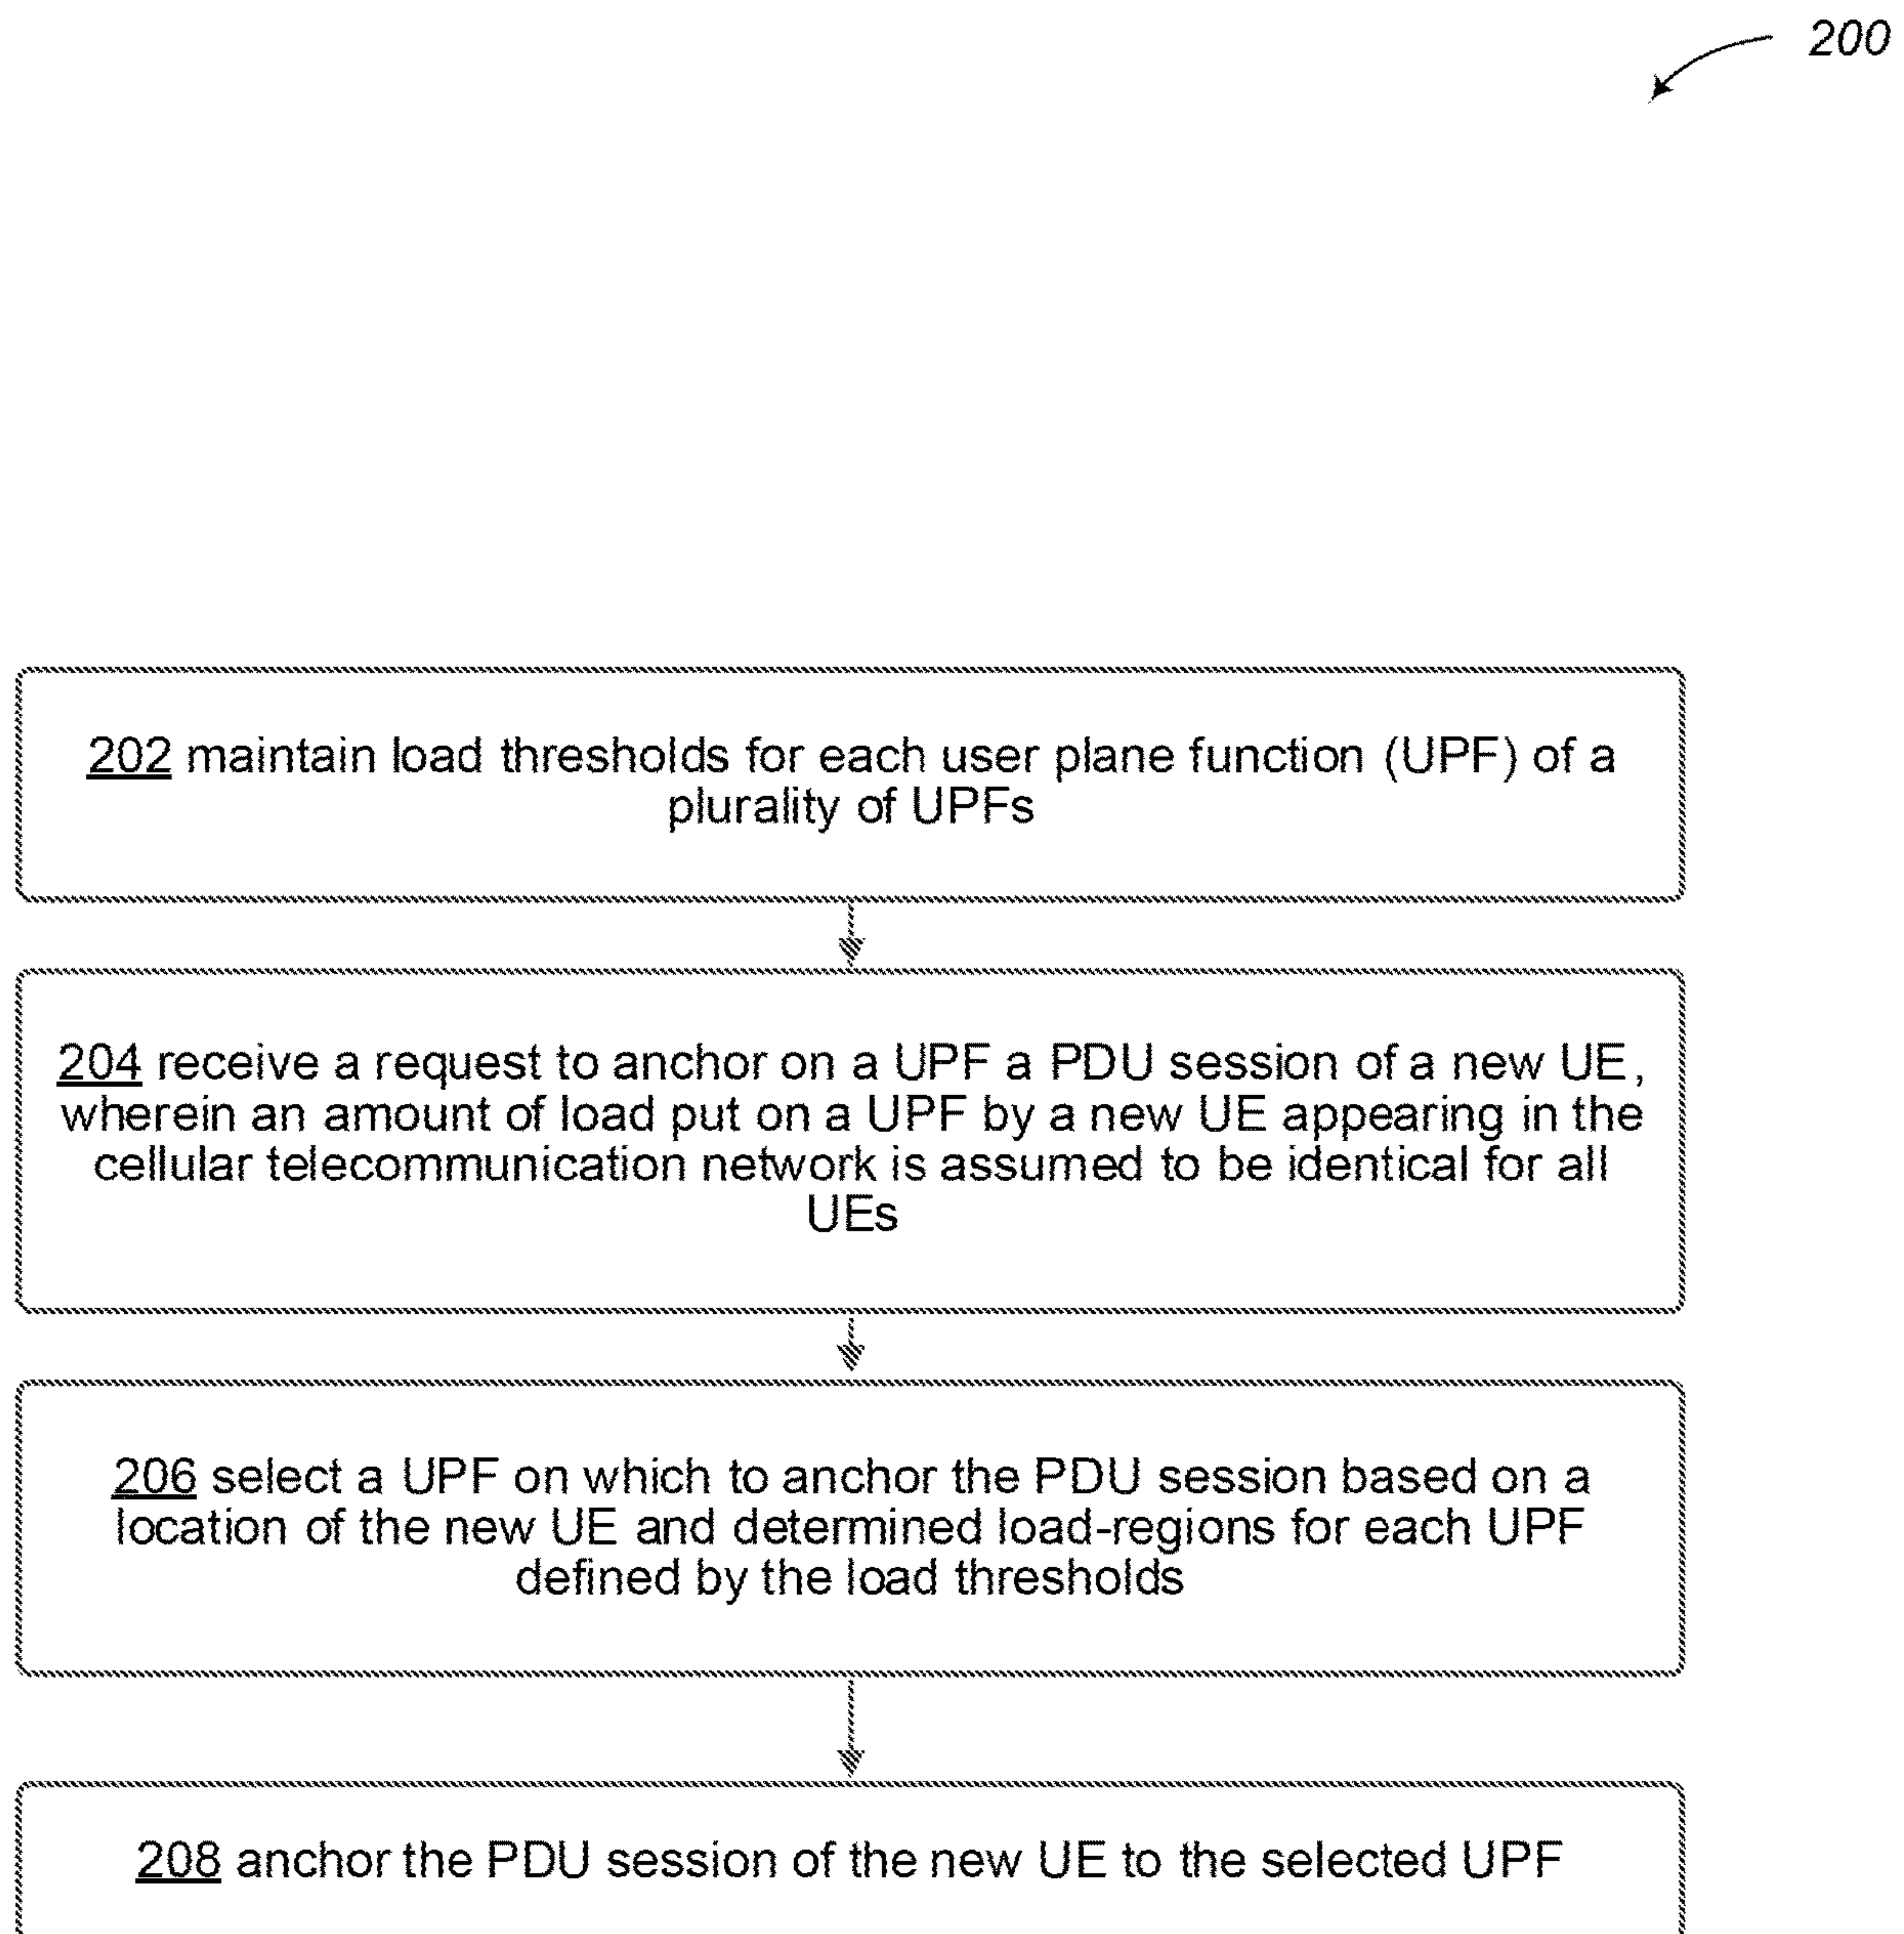 200
202 maintain load thresholds for each user plane function (UPF) of a
plurality of UPFs
204 receive a request to anchor on a UPF a PDU session of a new UE,
wherein an amount of load put on a UPF by a new UE appearing in the
cellular telecommunication network is assumed to be identical for all
UEs
206 select a UPF on which to anchor the PDU session based on a
location of the new UE and determined load-regions for each UPF
defined by the load thresholds
208 anchor the PDU session of the new UE to the selected UPF